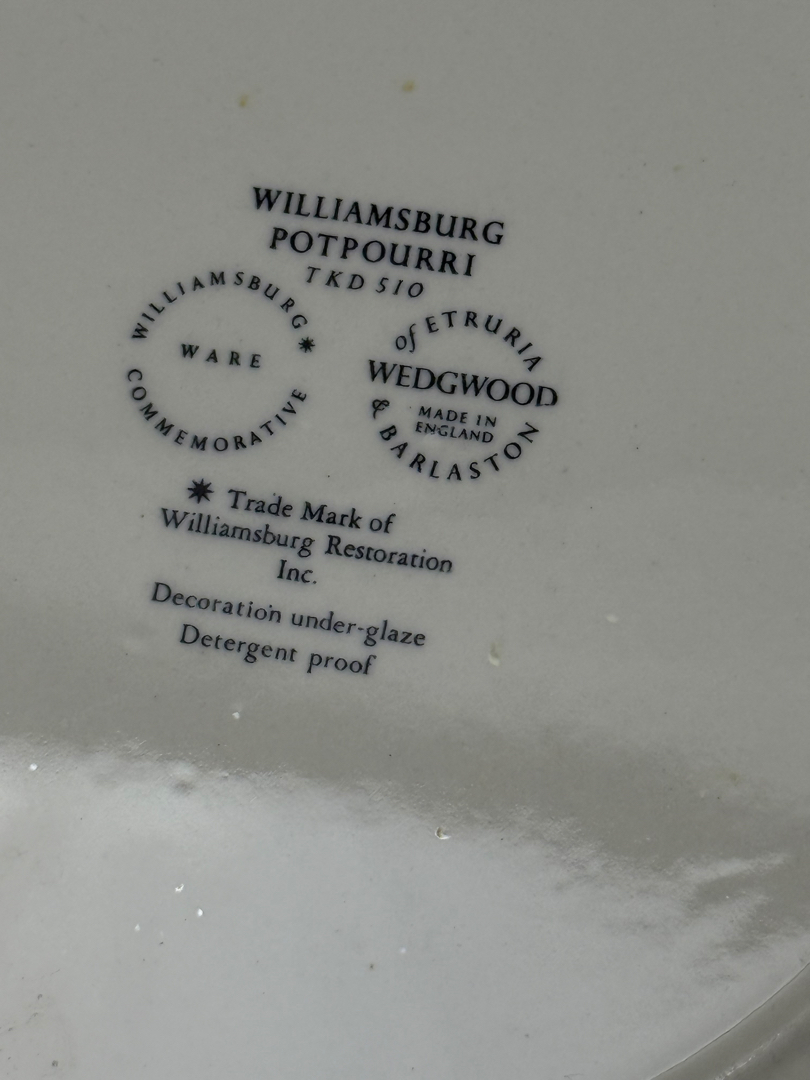 WILLIAMSBURG
POTPOURRI
TKD 510
WILLIAMSBURG*
WARE
COMMEMORATIVE
of ETRURIA
WEDGWOOD
MADE IN
ENGLAND
& BARLASTON
* Trade Mark of
Williamsburg Restoration
Inc.
Decoration under-glaze
Detergent proof